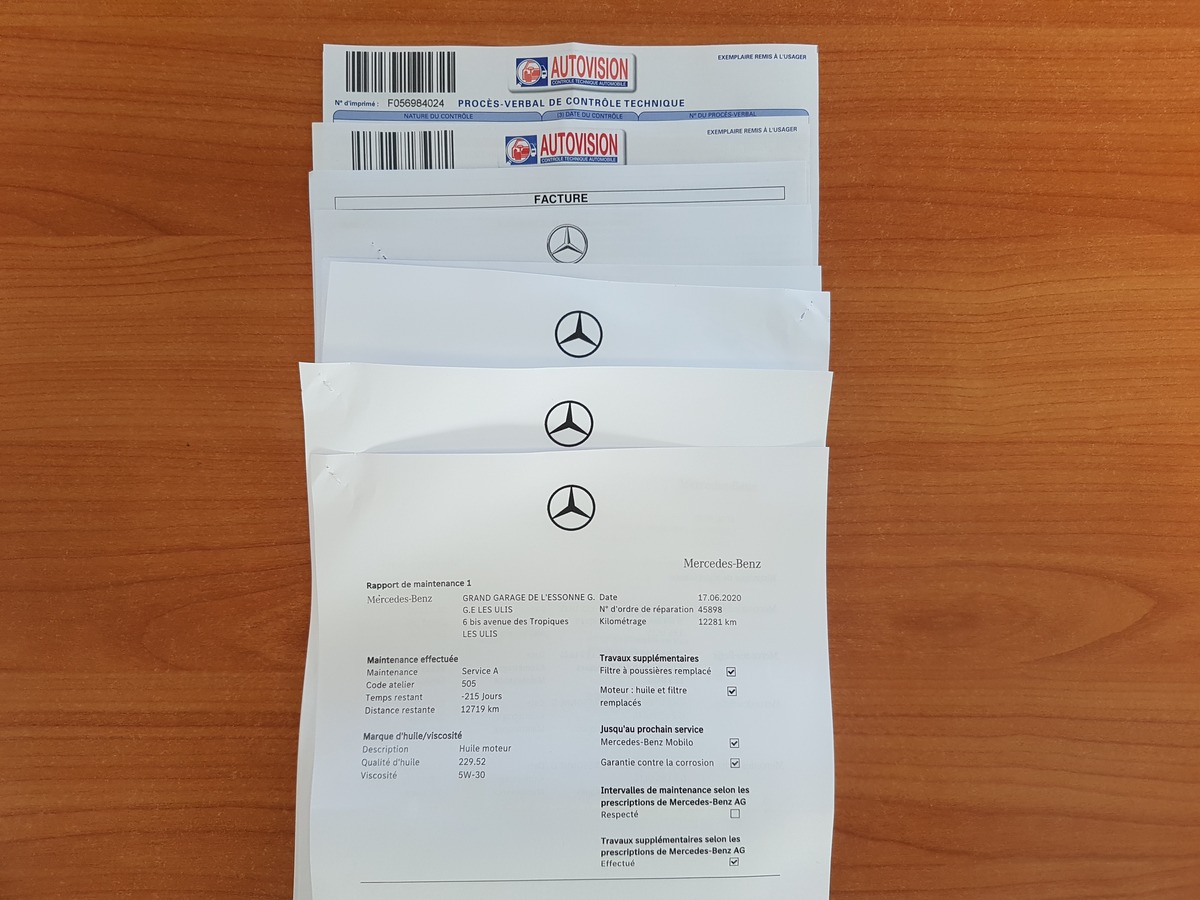 AUTOVISION
CONTRÔLE TECHNIQUE AUTOMOBILE
EXEMPLAIRE REMIS À L'USAGER
N° d'imprimé : F056984024
PROCÈS-VERBAL DE CONTRÔLE TECHNIQUE
NATURE DU CONTRÔLE
(3) DATE DU CONTRÔLE
N° DU PROCÈS-VERBAL
AUTOVISION
CONTROLE TECHNIQUE AUTOMOBILE
EXEMPLAIRE REMIS À L'USAGER
FACTURE
Mercedes-Benz
Rapport de maintenance 1
Mercedes-Benz
GRAND GARAGE DE L'ESSONNE G.
G.E LES ULIS
6 bis avenue des Tropiques
LES ULIS
Date 17.06.2020
N° d'ordre de réparation 45898
Kilométrage 12281 km
Maintenance effectuée
Maintenance Service A
Code atelier 505
Temps restant -215 Jours
Distance restante 12719 km
Marque d'huile/viscosité
Description Huile moteur
Qualité d'huile 229.52
Viscosité 5W-30
Travaux supplémentaires
Filtre à poussières remplacé
Moteur : huile et filtre
remplacés
Jusqu'au prochain service
Mercedes-Benz Mobilo
Garantie contre la corrosion
Intervalles de maintenance selon les
prescriptions de Mercedes-Benz AG
Respecté
Travaux supplémentaires selon les
prescriptions de Mercedes-Benz AG
Effectué